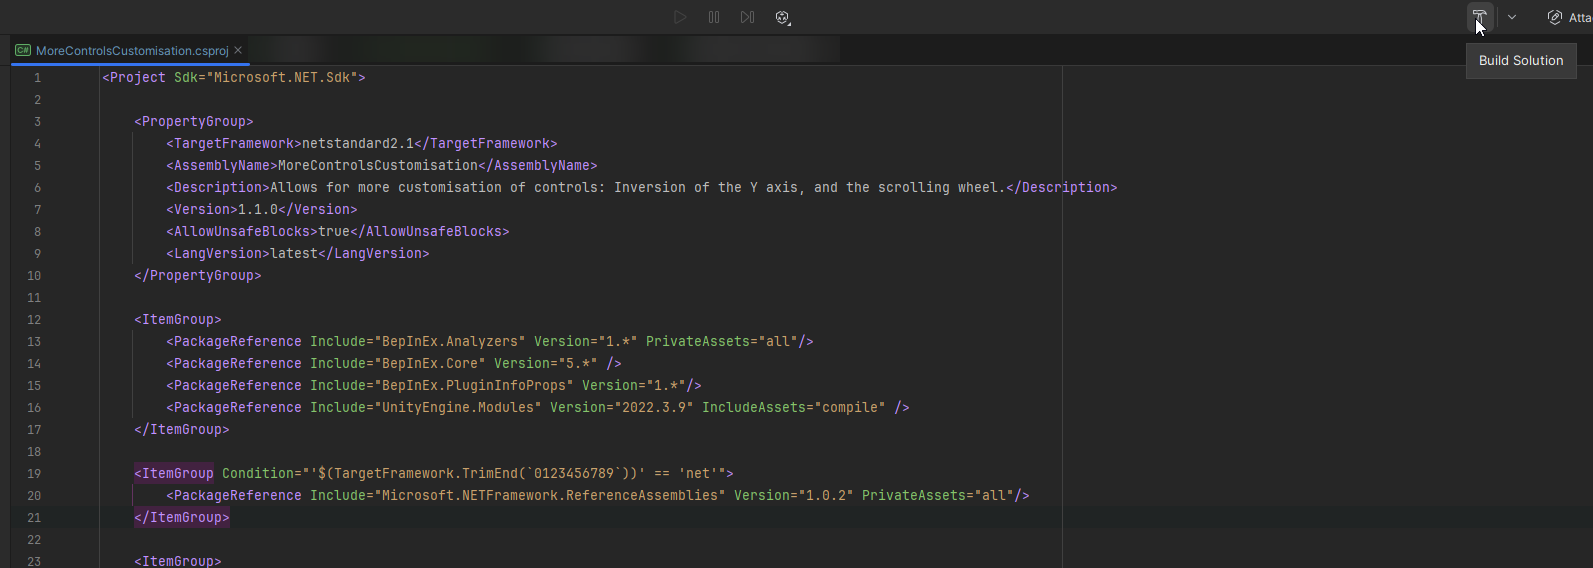 Atta
C# MoreControlsCustomisation.csproj
Build Solution
1 <Project Sdk="Microsoft.NET.Sdk">
2
3 <PropertyGroup>
4 <TargetFramework>netstandard2.1</TargetFramework>
5 <AssemblyName>MoreControlsCustomisation</AssemblyName>
6 <Description>Allows for more customisation of controls: Inversion of the Y axis, and the scrolling wheel.</Description>
7 <Version>1.1.0</Version>
8 <AllowUnsafeBlocks>true</AllowUnsafeBlocks>
9 <LangVersion>latest</LangVersion>
10 </PropertyGroup>
11
12 <ItemGroup>
13 <PackageReference Include="BepInEx.Analyzers" Version="1.*" PrivateAssets="all"/>
14 <PackageReference Include="BepInEx.Core" Version="5.*" />
15 <PackageReference Include="BepInEx.PluginInfoProps" Version="1.*"/>
16 <PackageReference Include="UnityEngine.Modules" Version="2022.3.9" IncludeAssets="compile" />
17 </ItemGroup>
18
19 <ItemGroup Condition="'$(TargetFramework.TrimEnd(`0123456789`))' == 'net'">
20 <PackageReference Include="Microsoft.NETFramework.ReferenceAssemblies" Version="1.0.2" PrivateAssets="all"/>
21 </ItemGroup>
22
23 <ItemGroup>